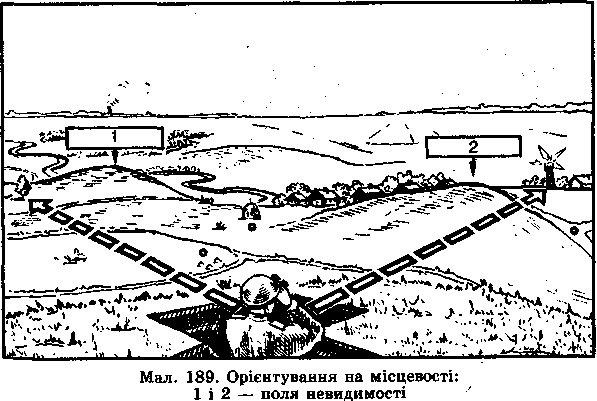 1
2
Мал. 189. Орієнтування на місцевості:
1 і 2 — поля невидимості